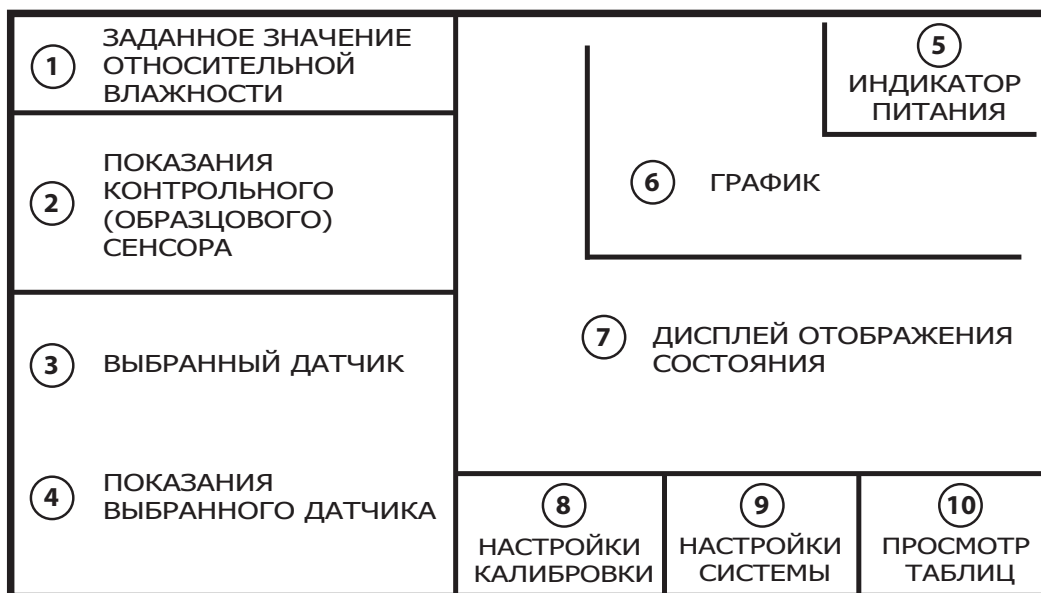 1
ЗАДАННОЕ ЗНАЧЕНИЕ
ОТНОСИТЕЛЬНОЙ
ВЛАЖНОСТИ
2
ПОКАЗАНИЯ
КОНТРОЛЬНОГО
(ОБРАЗЦОВОГО)
СЕНСОРА
3
ВЫБРАННЫЙ ДАТЧИК
4
ПОКАЗАНИЯ
ВЫБРАННОГО ДАТЧИКА
5
ИНДИКАТОР
ПИТАНИЯ
6
ГРАФИК
7
ДИСПЛЕЙ ОТОБРАЖЕНИЯ
СОСТОЯНИЯ
8
НАСТРОЙКИ
КАЛИБРОВКИ
9
НАСТРОЙКИ
СИСТЕМЫ
10
ПРОСМОТР
ТАБЛИЦ